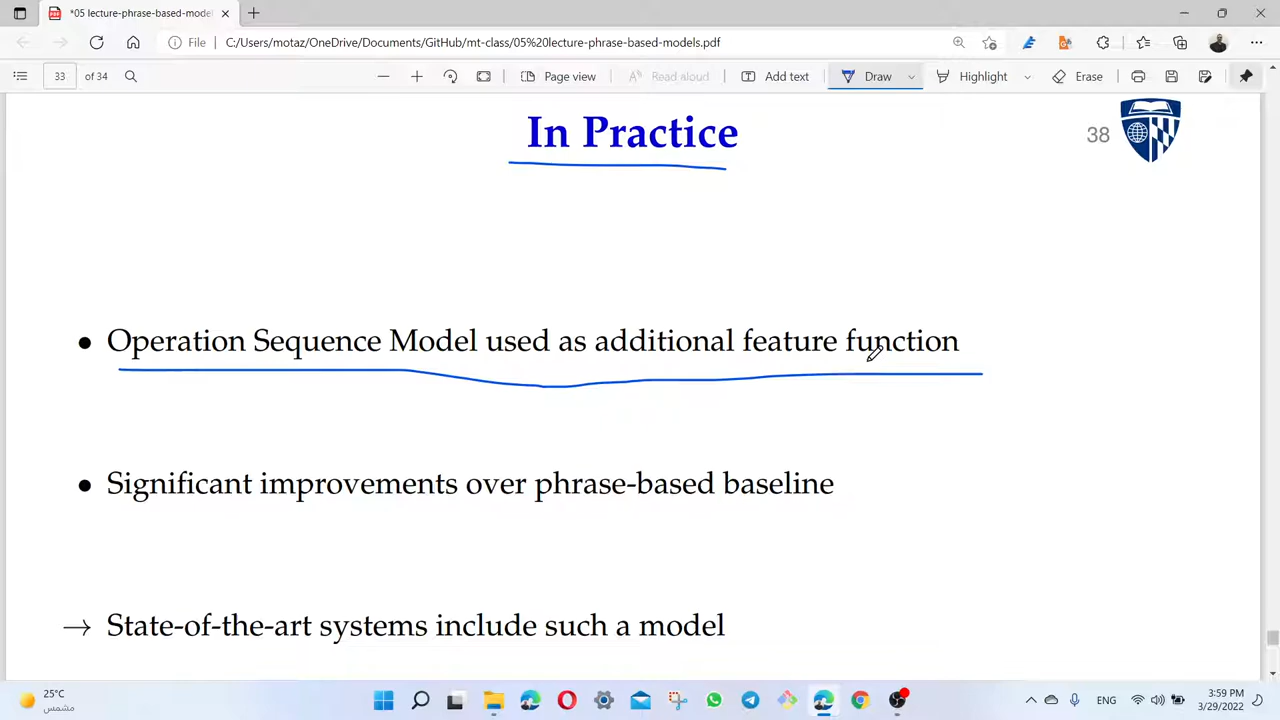 *05 lecture-phrase-based-model
File
C:/Users/motaz/OneDrive/Documents/GitHub/mt-class/05%20lecture-phrase-based-models.pdf
33 of 34
Page view
Read aloud
Add text
Draw
Highlight
Erase
In Practice
38
• Operation Sequence Model used as additional feature function
• Significant improvements over phrase-based baseline
→ State-of-the-art systems include such a model
25°C
مشمس
ENG
3:59 PM
3/29/2022